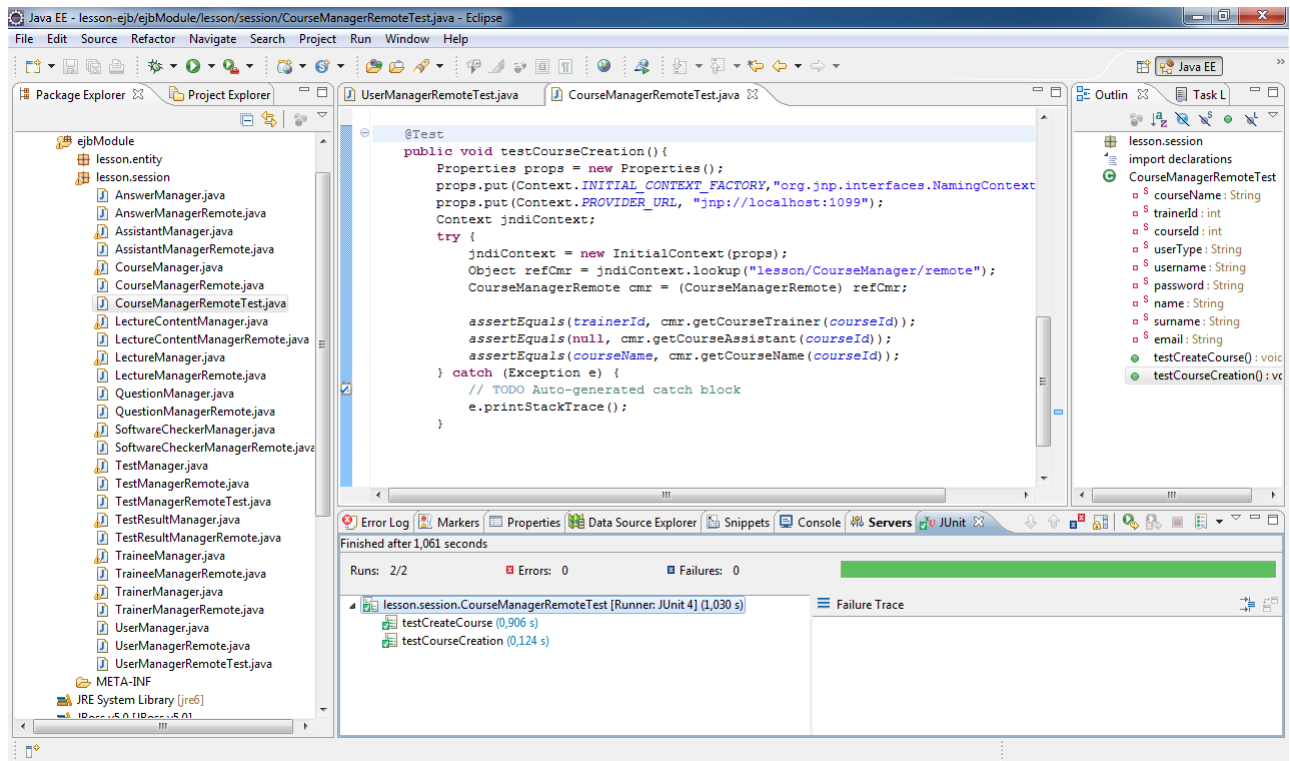 Java EE - lesson-ejb/ejbModule/lesson/session/CourseManagerRemoteTest.java - Eclipse
File Edit Source Refactor Navigate Search Project Run Window Help
Java EE
Package Explorer Project Explorer
ejbModule
lesson.entity
lesson.session
AnswerManager.java
AnswerManagerRemote.java
AssistantManager.java
AssistantManagerRemote.java
CourseManager.java
CourseManagerRemote.java
CourseManagerRemoteTest.java
LectureContentManager.java
LectureContentManagerRemote.java
LectureManager.java
LectureManagerRemote.java
QuestionManager.java
QuestionManagerRemote.java
SoftwareCheckerManager.java
SoftwareCheckerManagerRemote.java
TestManager.java
TestManagerRemote.java
TestManagerRemoteTest.java
TestResultManager.java
TestResultManagerRemote.java
TraineeManager.java
TraineeManagerRemote.java
TrainerManager.java
TrainerManagerRemote.java
UserManager.java
UserManagerRemote.java
UserManagerRemoteTest.java
META-INF
JRE System Library [jre6]
JBoss v5.0 [JBoss v5.0]
UserManagerRemoteTest.java CourseManagerRemoteTest.java
@Test
public void testCourseCreation(){
Properties props = new Properties();
props.put(Context.INITIAL_CONTEXT_FACTORY,"org.jnp.interfaces.NamingContext
props.put(Context.PROVIDER_URL, "jnp://localhost:1099");
Context jndiContext;
try {
jndiContext = new InitialContext(props);
Object refCmr = jndiContext.lookup("lesson/CourseManager/remote");
CourseManagerRemote cmr = (CourseManagerRemote) refCmr;
assertEquals(trainerId, cmr.getCourseTrainer(courseId));
assertEquals(null, cmr.getCourseAssistant(courseId));
assertEquals(courseName, cmr.getCourseName(courseId));
} catch (Exception e) {
// TODO Auto-generated catch block
e.printStackTrace();
}
Outlin Task L
lesson.session
import declarations
CourseManagerRemoteTest
courseName : String
trainerId : int
courseId : int
userType : String
username : String
password : String
name : String
surname : String
email : String
testCreateCourse() : void
testCourseCreation() : vo
Error Log Markers Properties Data Source Explorer Snippets Console Servers JUnit
Finished after 1,061 seconds
Runs: 2/2 Errors: 0 Failures: 0
lesson.session.CourseManagerRemoteTest [Runner: JUnit 4] (1,030 s)
testCreateCourse (0,906 s)
testCourseCreation (0,124 s)
Failure Trace